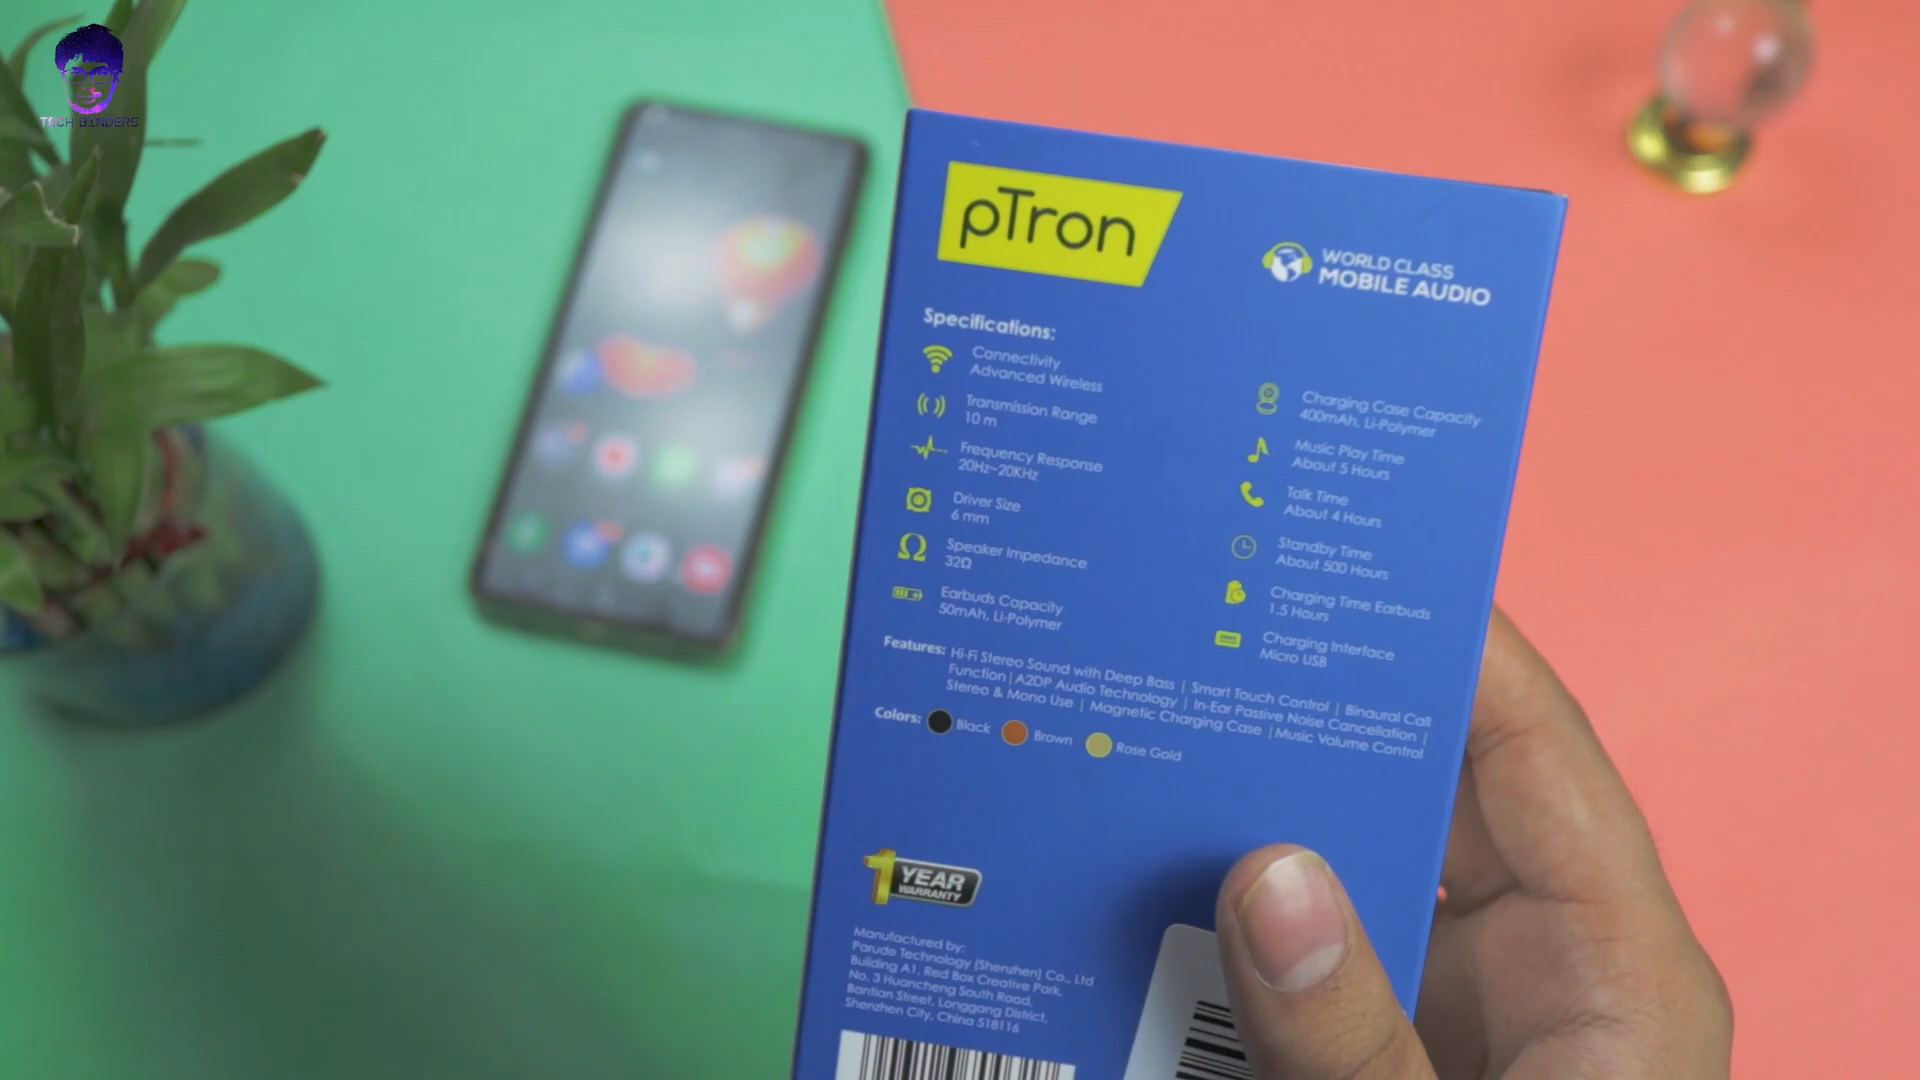 TECH B.I.NDERS
pTron
WORLD CLASS
MOBILE AUDIO
Specifications:
Connectivity
Advanced Wireless
Transmission Range
10 m
Frequency Response
20Hz~20KHz
Driver Size
6 mm
Speaker Impedance
32Ω
Earbuds Capacity
50mAh, Li-Polymer
Charging Case Capacity
400mAh, Li-Polymer
Music Play Time
About 5 Hours
Talk Time
About 4 Hours
Standby Time
About 500 Hours
Charging Time Earbuds
1.5 Hours
Charging Interface
Micro USB
Features: Hi-Fi Stereo Sound with Deep Bass | Smart Touch Control | Binaural Call
Function | A2DP Audio Technology | In-Ear Passive Noise Cancellation |
Stereo & Mono Use | Magnetic Charging Case | Music Volume Control
Colors: Black Brown Rose Gold
1 YEAR
WARRANTY
Manufactured by:
Parude Technology (Shenzhen) Co., Ltd
Building A1, Red Box Creative Park,
No. 3 Huancheng South Road,
Bantian Street, Longgang District,
Shenzhen City, China 518116